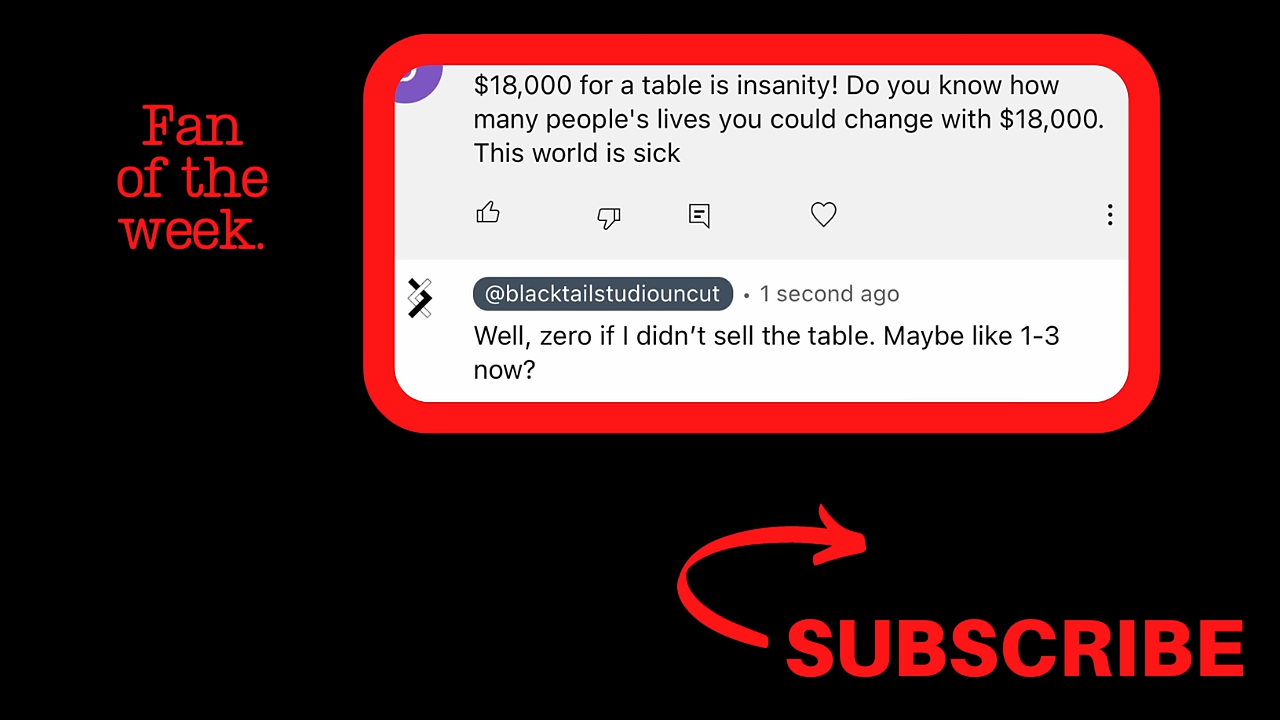 Fan
of the
week.
$18,000 for a table is insanity! Do you know how
many people's lives you could change with $18,000.
This world is sick
@blacktailstudiouncut • 1 second ago
Well, zero if I didn’t sell the table. Maybe like 1-3
now?
SUBSCRIBE